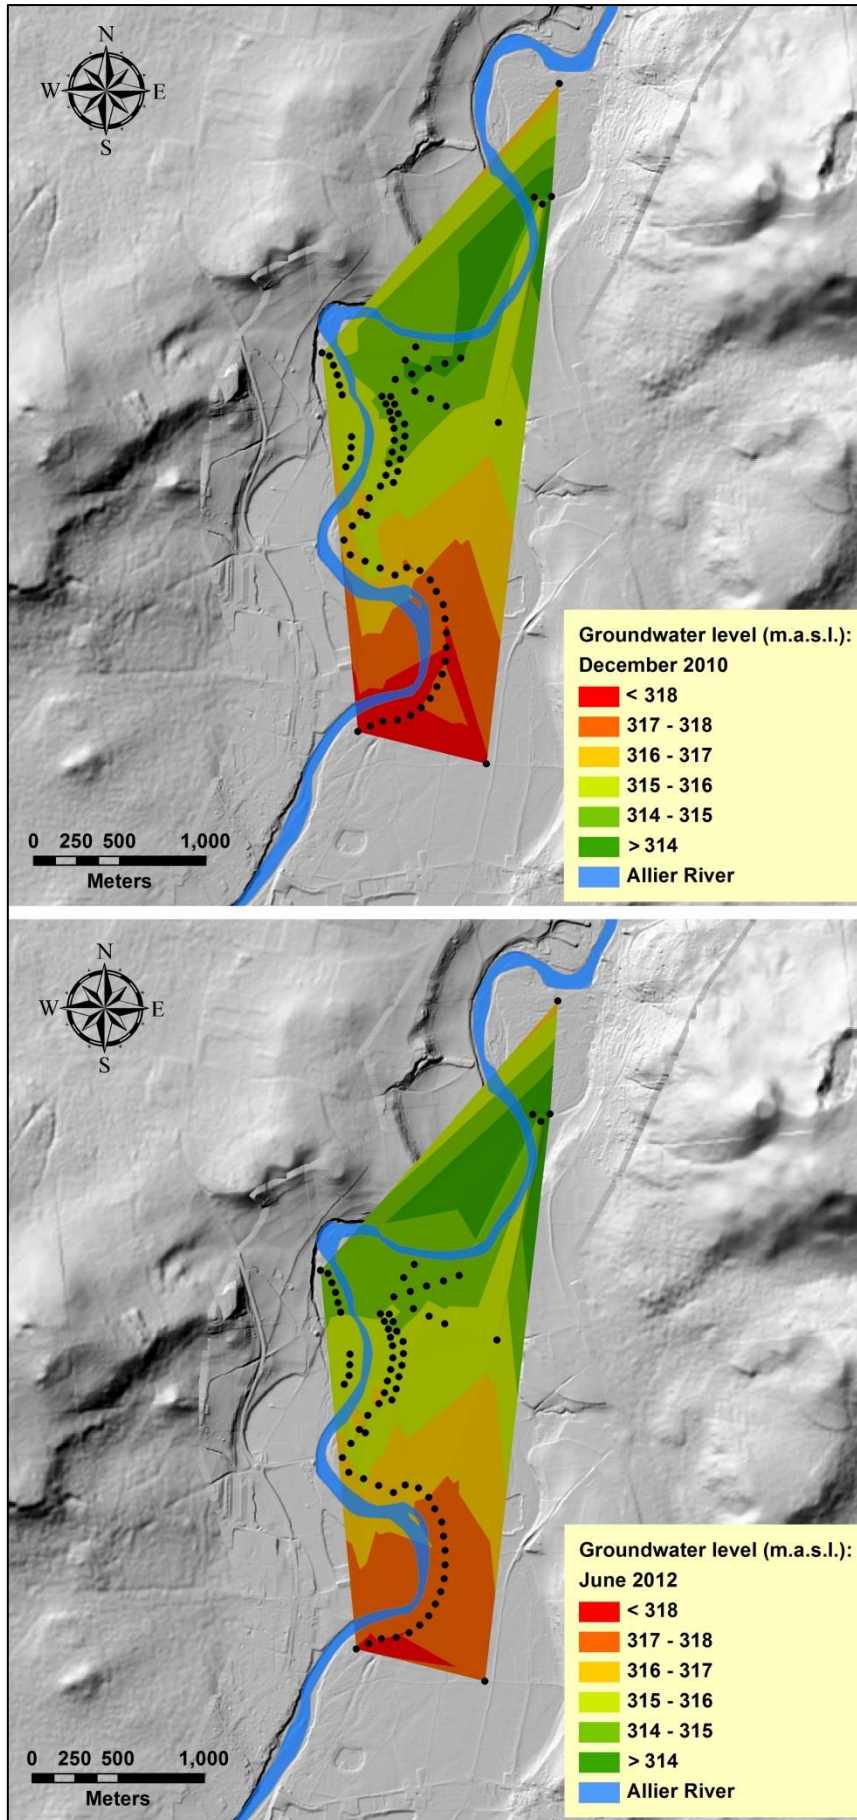 N
W E
S
Groundwater level (m.a.s.l.):
December 2010
< 318
317 - 318
316 - 317
315 - 316
314 - 315
> 314
Allier River
0 250 500 1,000
Meters
N
W E
S
Groundwater level (m.a.s.l.):
June 2012
< 318
317 - 318
316 - 317
315 - 316
314 - 315
> 314
Allier River
0 250 500 1,000
Meters